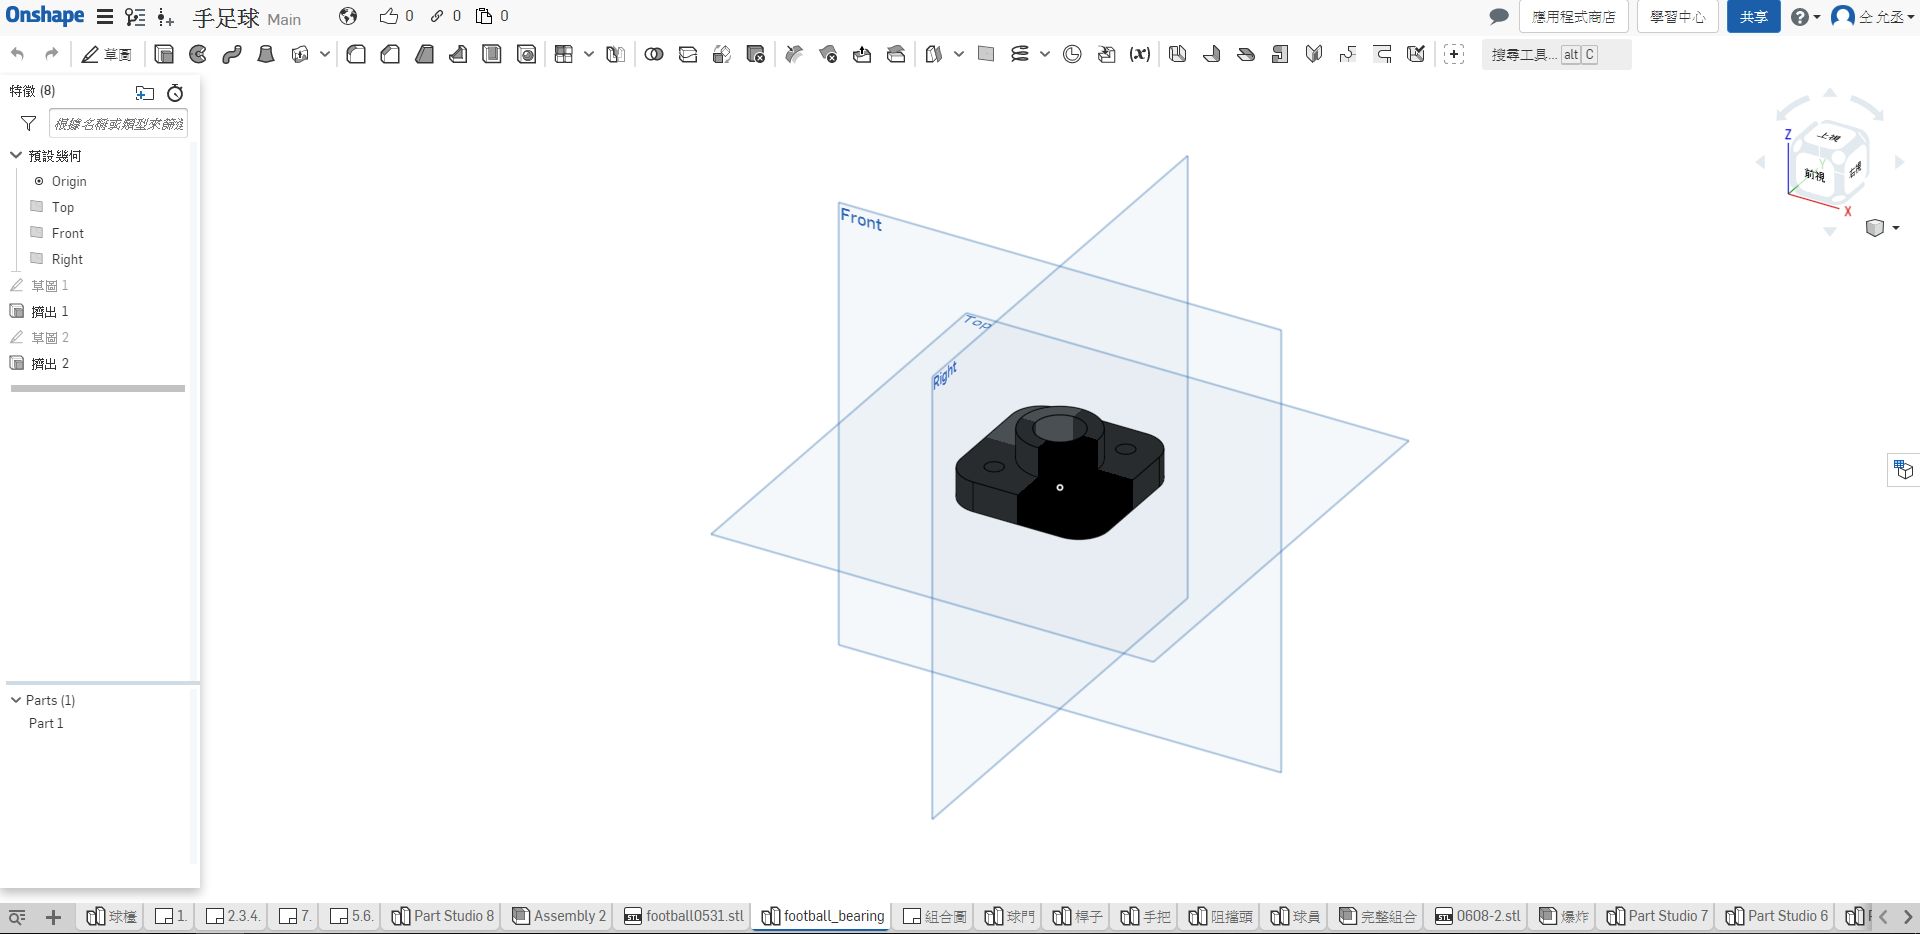 Onshape 手足球 Main 0 0 0 應用程式商店 學習中心 共享 仝 允丞
草圖 (x) 搜尋工具... alt C
特徵 (8)
根據名稱或類型來篩選
預設幾何
Origin
Top
Front
Right
草圖 1
擠出 1
草圖 2
擠出 2
Parts (1)
Part 1
Front
Top
Right
Z
上視
Y
前視
右視
X
球檯 1. 2.3.4. 7. 5.6. Part Studio 8 Assembly 2 STL football0531.stl football_bearing 組合圖 球門 桿子 手把 阻擋頭 球員 完整組合 STL 0608-2.stl 爆炸 Part Studio 7 Part Studio 6